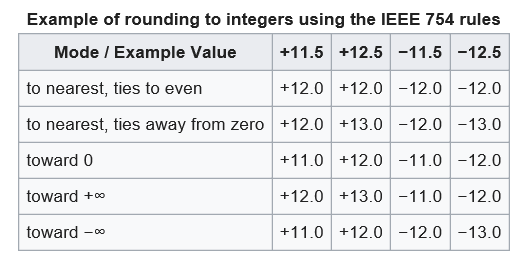 Example of rounding to integers using the IEEE 754 rules
Mode / Example Value +11.5 +12.5 −11.5 −12.5
to nearest, ties to even +12.0 +12.0 −12.0 −12.0
to nearest, ties away from zero +12.0 +13.0 −12.0 −13.0
toward 0 +11.0 +12.0 −11.0 −12.0
toward +∞ +12.0 +13.0 −11.0 −12.0
toward −∞ +11.0 +12.0 −12.0 −13.0